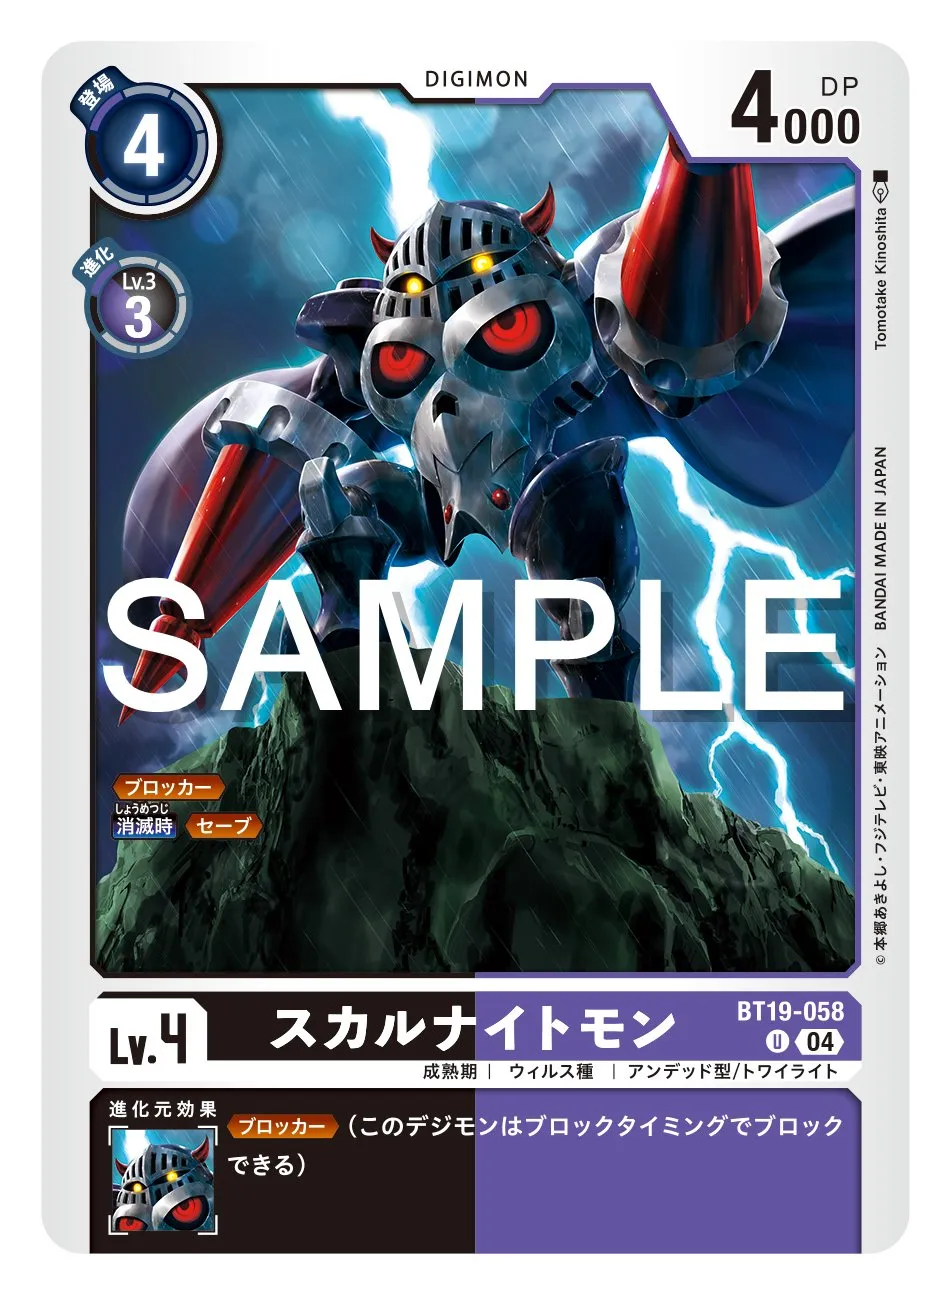 DIGIMON
登場
4
4000
DP
進化
Lv.3
3
Tomotake Kinoshita
©本郷あきよし・フジテレビ・東映アニメーション BANDAI MADE IN JAPAN
SAMPLE
ブロッカー
しょうめつじ
消滅時 セーブ
Lv.4
スカルナイトモン
BT19-058
U 04
成熟期 | ウィルス種 | アンデッド型/トワイライト
進化元効果
ブロッカー (このデジモンはブロックタイミングでブロック
できる)